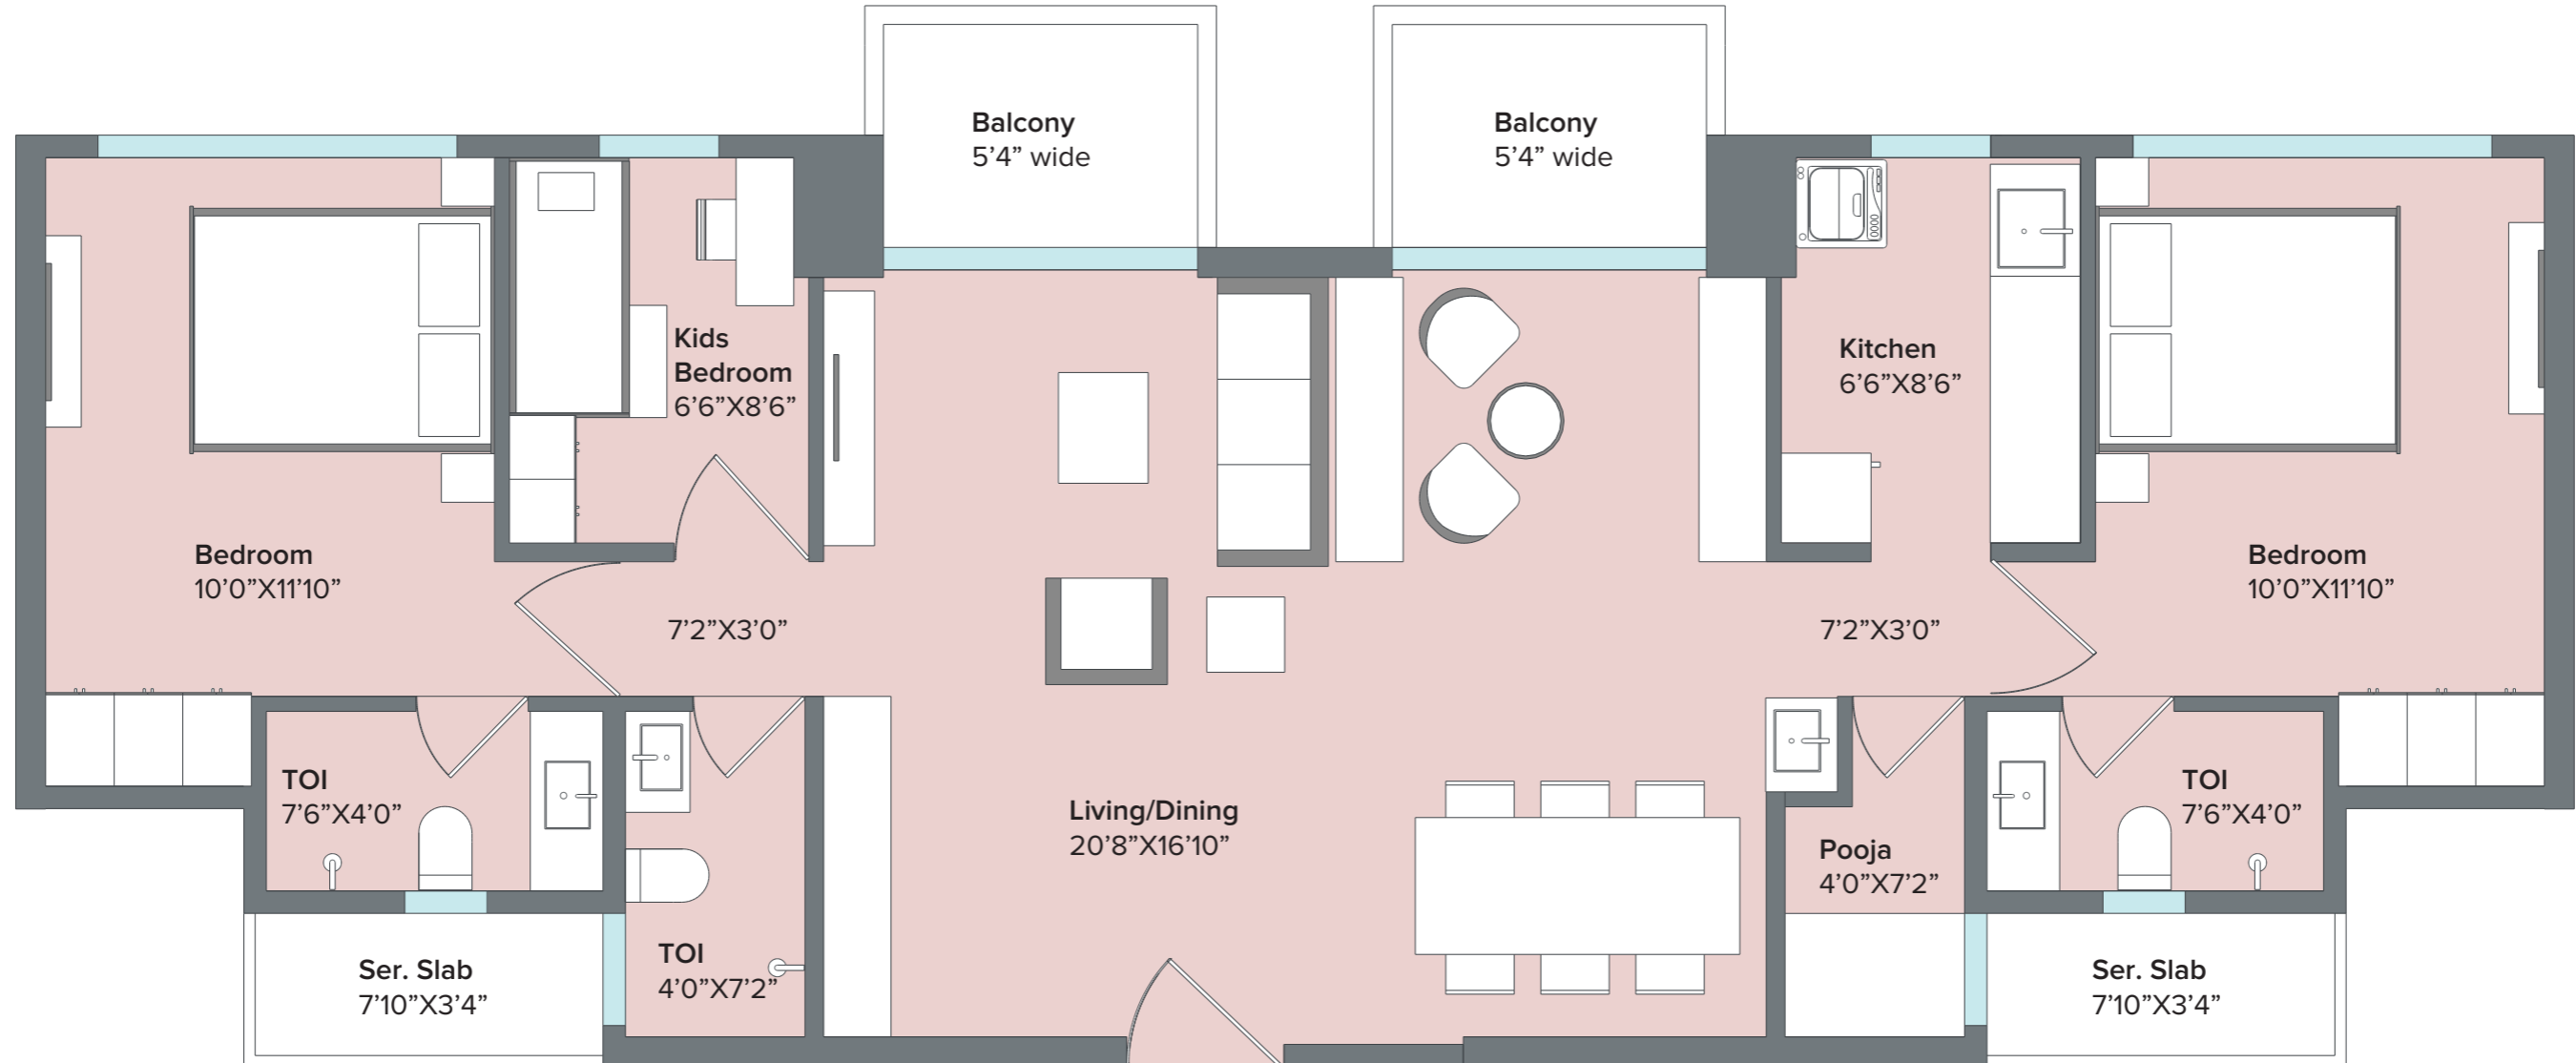 Balcony
5’4” wide
Balcony
5’4” wide
Kids
Bedroom
6’6”X8’6”
Kitchen
6’6”X8’6”
Bedroom
10’0”X11’10”
Bedroom
10’0”X11’10”
7’2”X3’0”
7’2”X3’0”
TOI
7’6”X4’0”
Living/Dining
20’8”X16’10”
TOI
7’6”X4’0”
Pooja
4’0”X7’2”
TOI
4’0”X7’2”
Ser. Slab
7’10”X3’4”
Ser. Slab
7’10”X3’4”